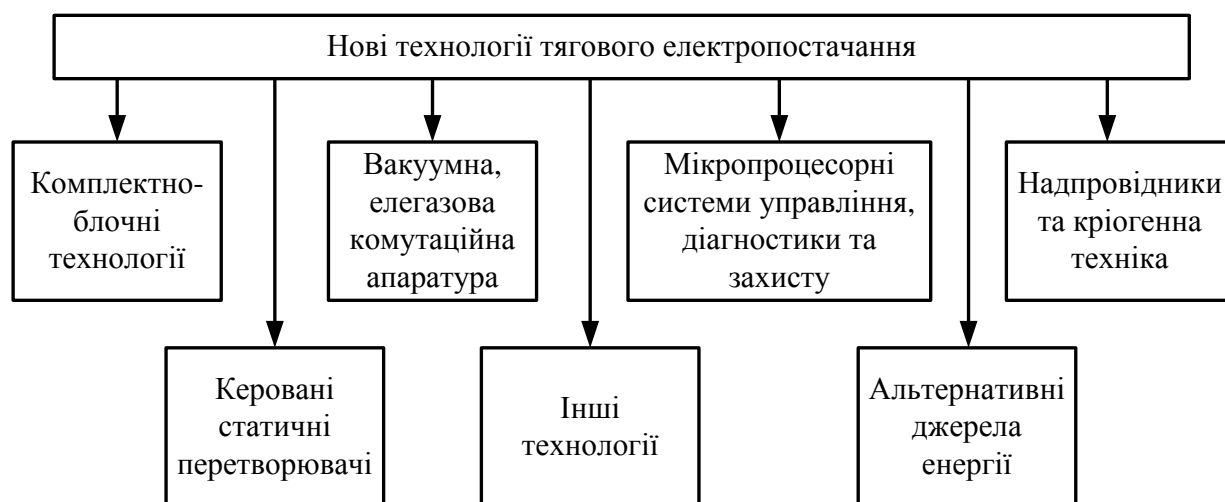 Нові технології тягового електропостачання
Комплектно-
блочні
технології
Вакуумна,
елегазова
комутаційна
апаратура
Мікропроцесорні
системи управління,
діагностики та
захисту
Надпровідники
та кріогенна
техніка
Керовані
статичні
перетворювачі
Інші
технології
Альтернативні
джерела
енергії